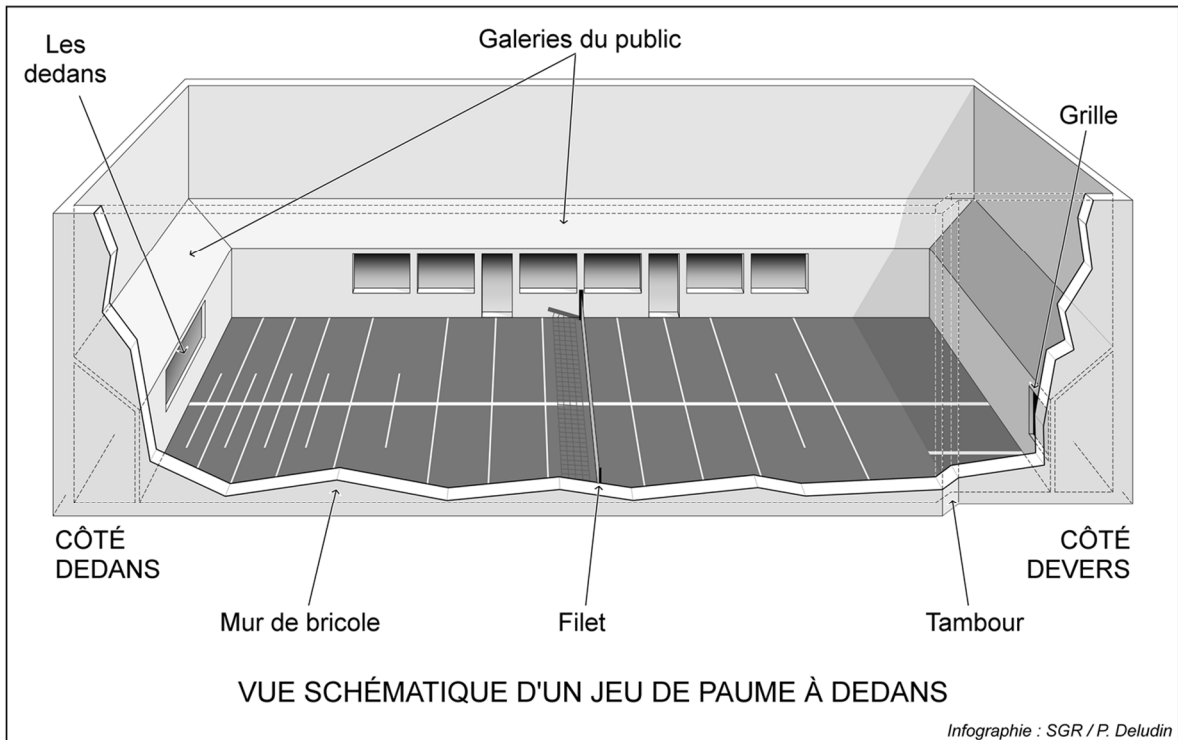 Les
dedans
Galeries du public
Grille
CÔTÉ
DEDANS
CÔTÉ
DEVERS
Mur de bricole
Filet
Tambour
VUE SCHÉMATIQUE D'UN JEU DE PAUME À DEDANS
Infographie : SGR / P. Deludin